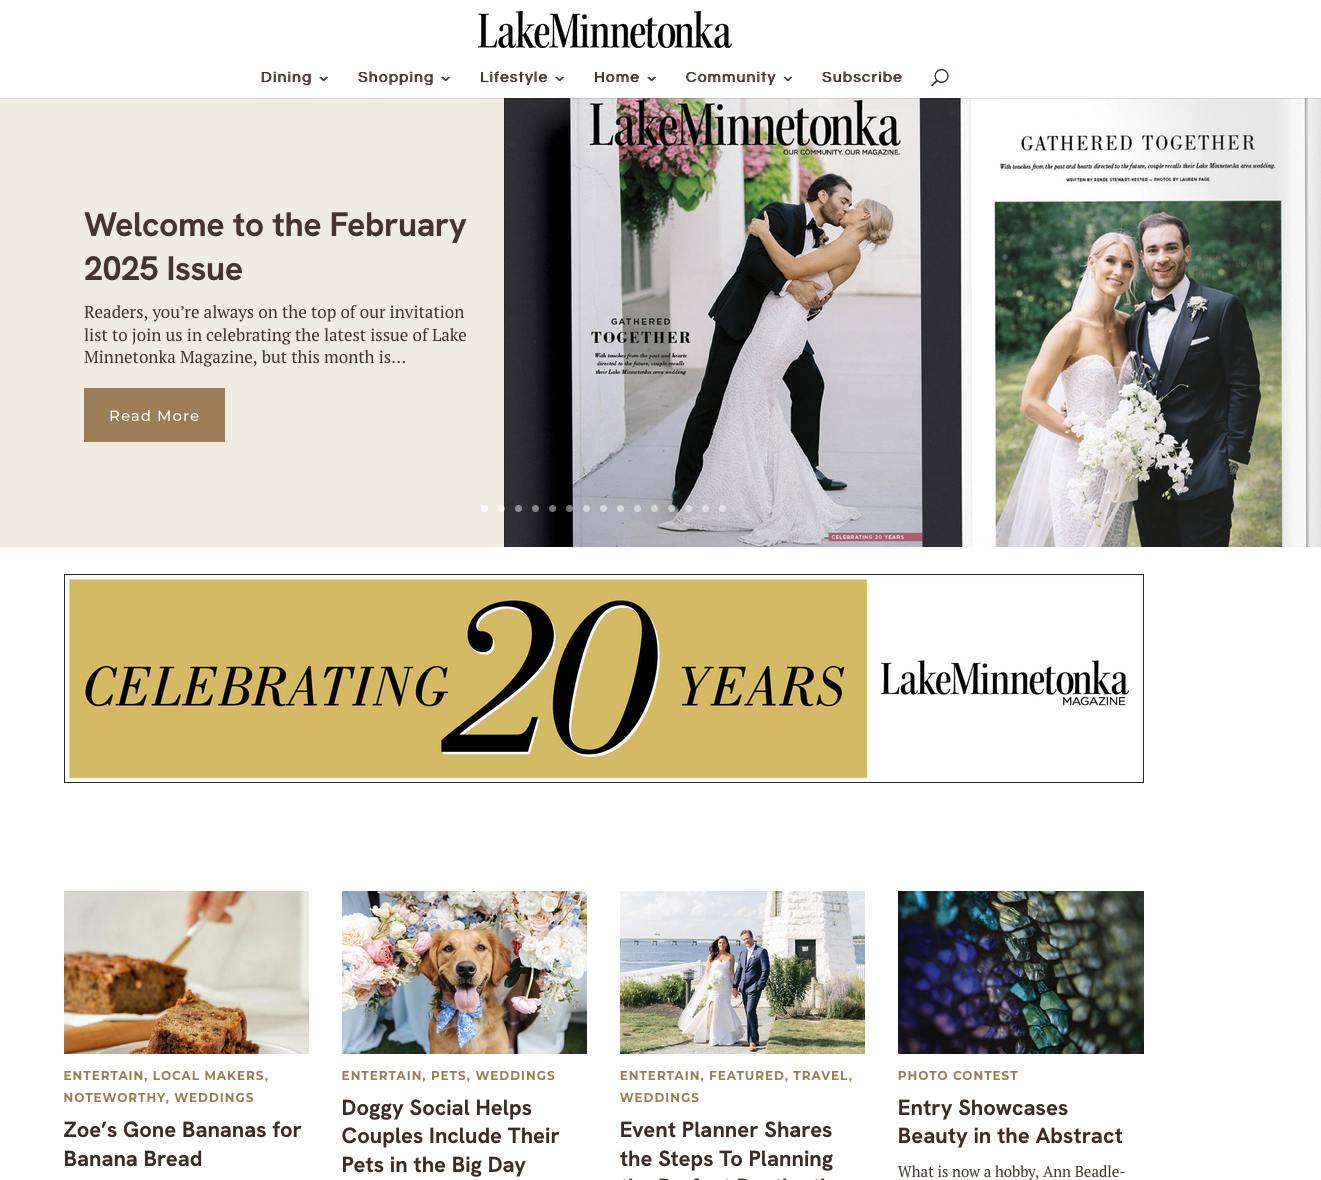 LakeMinnetonka
Dining Shopping Lifestyle Home Community Subscribe
Welcome to the February
2025 Issue
Readers, you’re always on the top of our invitation
list to join us in celebrating the latest issue of Lake
Minnetonka Magazine, but this month is…
Read More
LakeMinnetonka
OUR COMMUNITY. OUR MAGAZINE.
GATHERED
TOGETHER
With touches from the past and hearts
directed to the future, couple recalls
their Lake Minnetonka area wedding.
CELEBRATING 20 YEARS
GATHERED TOGETHER
With touches from the past and hearts directed to the future, couple recalls their Lake Minnetonka area wedding.
WRITTEN BY RENÉE STEWART-HESTER — PHOTOS BY LAUREN PAGE
CELEBRATING 20 YEARS
LakeMinnetonka
MAGAZINE
ENTERTAIN, LOCAL MAKERS,
NOTEWORTHY, WEDDINGS
Zoe’s Gone Bananas for
Banana Bread
ENTERTAIN, PETS, WEDDINGS
Doggy Social Helps
Couples Include Their
Pets in the Big Day
ENTERTAIN, FEATURED, TRAVEL,
WEDDINGS
Event Planner Shares
the Steps To Planning
PHOTO CONTEST
Entry Showcases
Beauty in the Abstract
What is now a hobby, Ann Beadle-